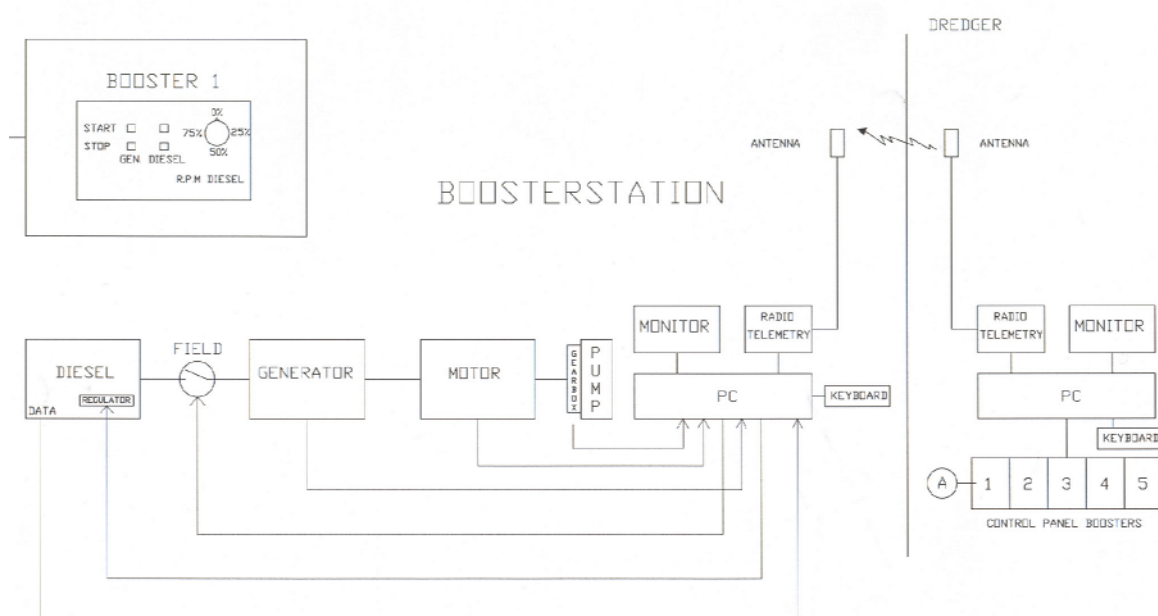 DREDGER
BOOSTER 1
START
STOP
GEN DIESEL
0%
75% 25%
50%
R.P.M DIESEL
ANTENNA
ANTENNA
BOOSTERSTATION
DIESEL
REGULATOR
DATA
FIELD
GENERATOR
MOTOR
GEARBOX
PUMP
MONITOR
RADIO
TELEMETRY
PC
KEYBOARD
RADIO
TELEMETRY
MONITOR
PC
KEYBOARD
A 1 2 3 4 5
CONTROL PANEL BOOSTERS